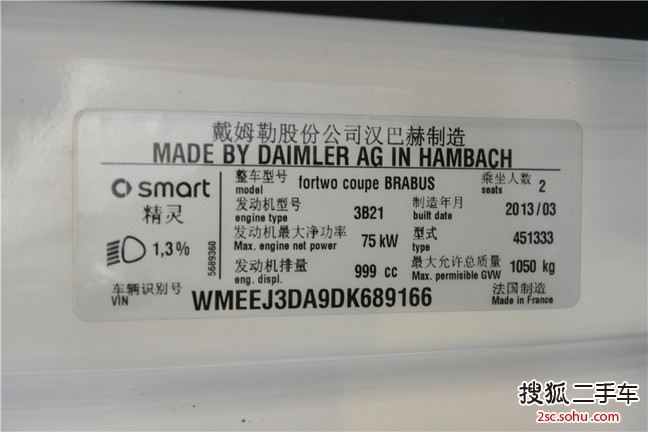 戴姆勒股份公司汉巴赫制造
MADE BY DAIMLER AG IN HAMBACH
smart
精灵
1,3%
5689360
整车型号 fortwo coupe BRABUS 乘坐人数 2
model seats
发动机型号 3B21 制造年月 2013/03
engine type built date
发动机最大净功率 75 kW 型式 451333
Max. engine net power type
发动机排量 999 cc 最大允许总质量 1050 kg
eng. displ. Max. permisible GVW
车辆识别号 WMEEJ3DA9DK689166 法国制造
VIN Made in France
搜狐二手车
2sc.sohu.com